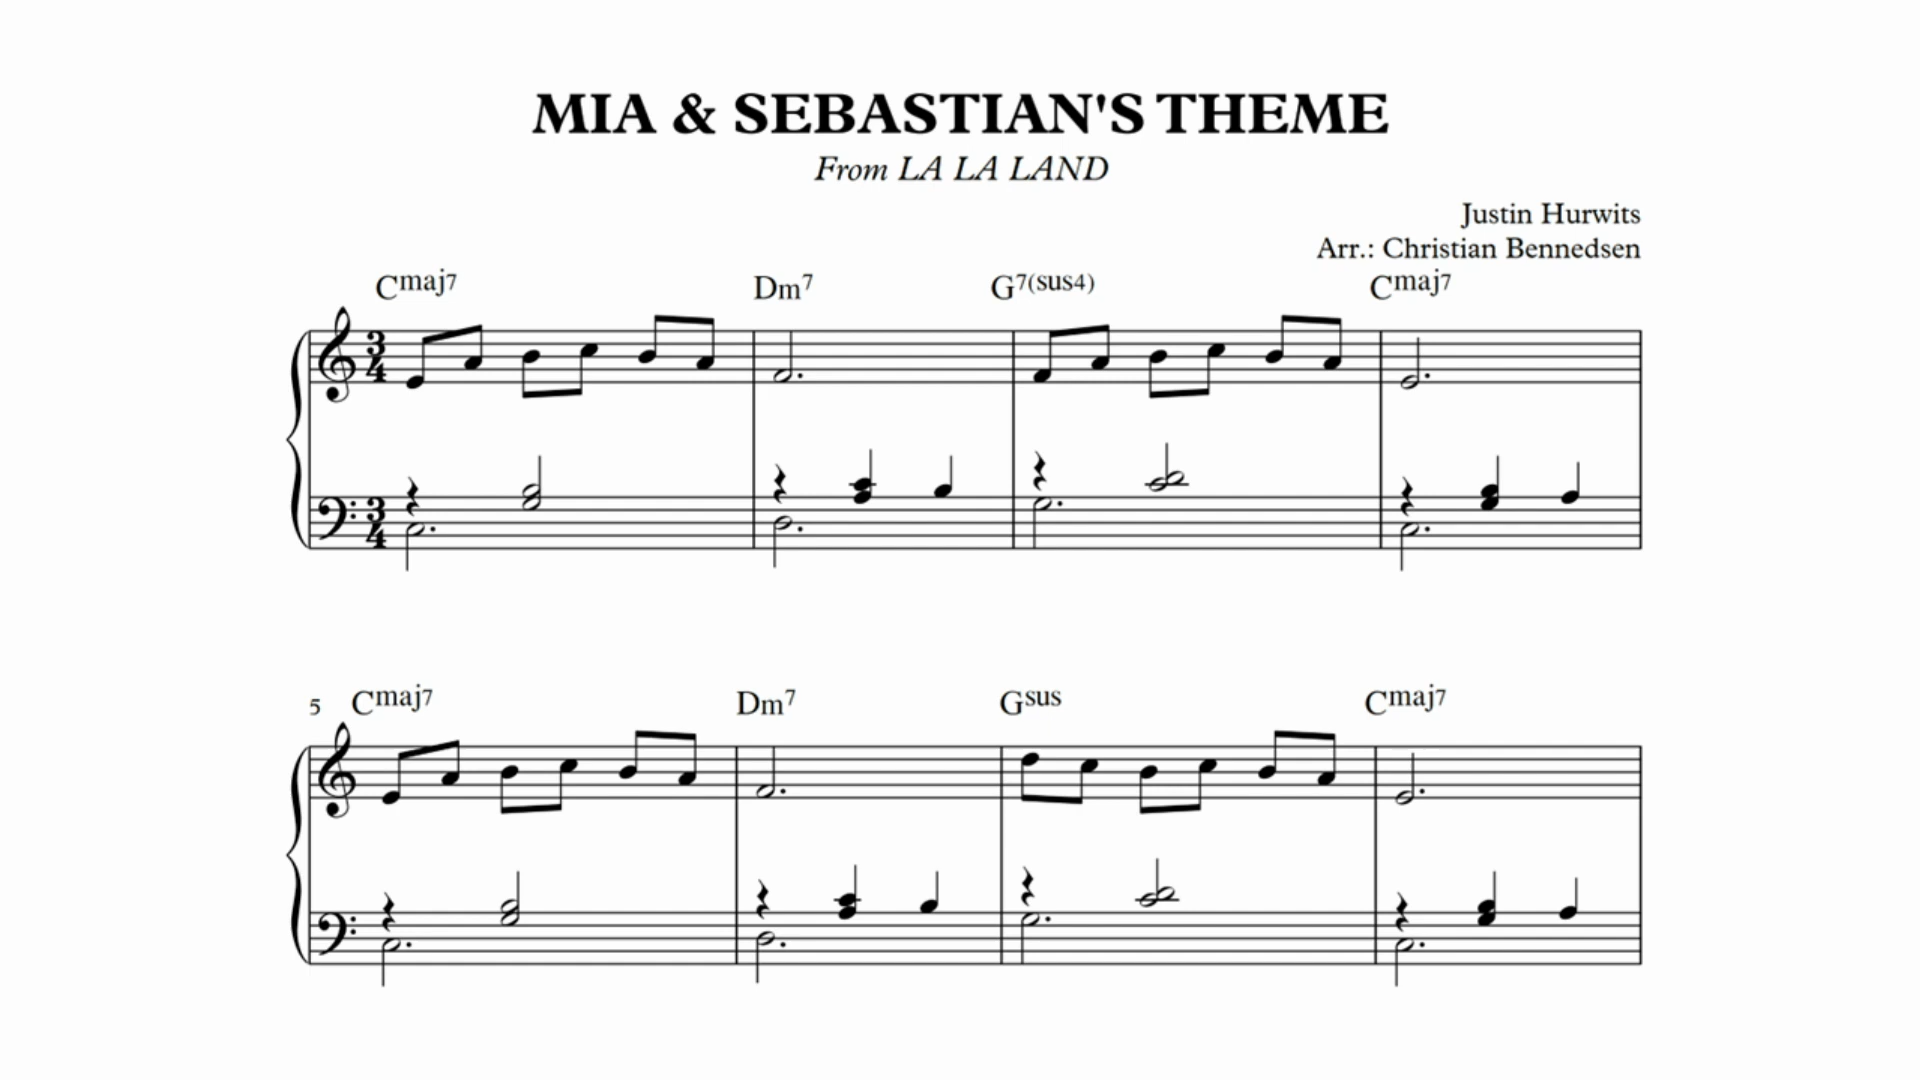 MIA & SEBASTIAN'S THEME
From LA LA LAND
Justin Hurwits
Arr.: Christian Bennedsen
Cmaj7 Dm7 G7(sus4) Cmaj7
3 4
3 4
5 Cmaj7 Dm7 Gsus Cmaj7